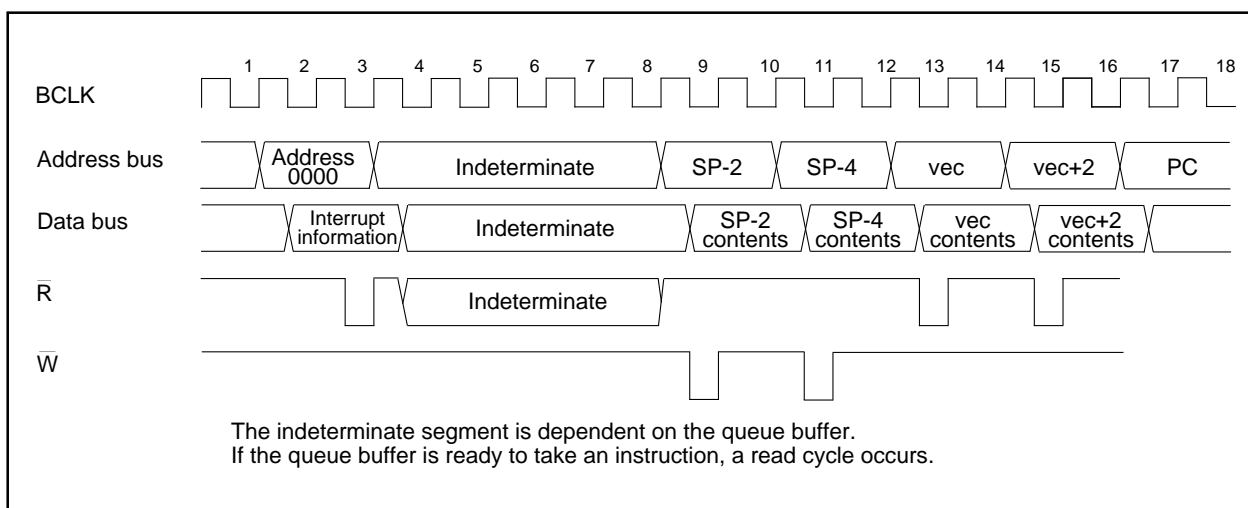 1 2 3 4 5 6 7 8 9 10 11 12 13 14 15 16 17 18
BCLK
Address bus
Address
0000
Indeterminate
SP-2
SP-4
vec
vec+2
PC
Data bus
Interrupt
information
Indeterminate
SP-2
contents
SP-4
contents
vec
contents
vec+2
contents
R̅
Indeterminate
W̅
The indeterminate segment is dependent on the queue buffer.
If the queue buffer is ready to take an instruction, a read cycle occurs.